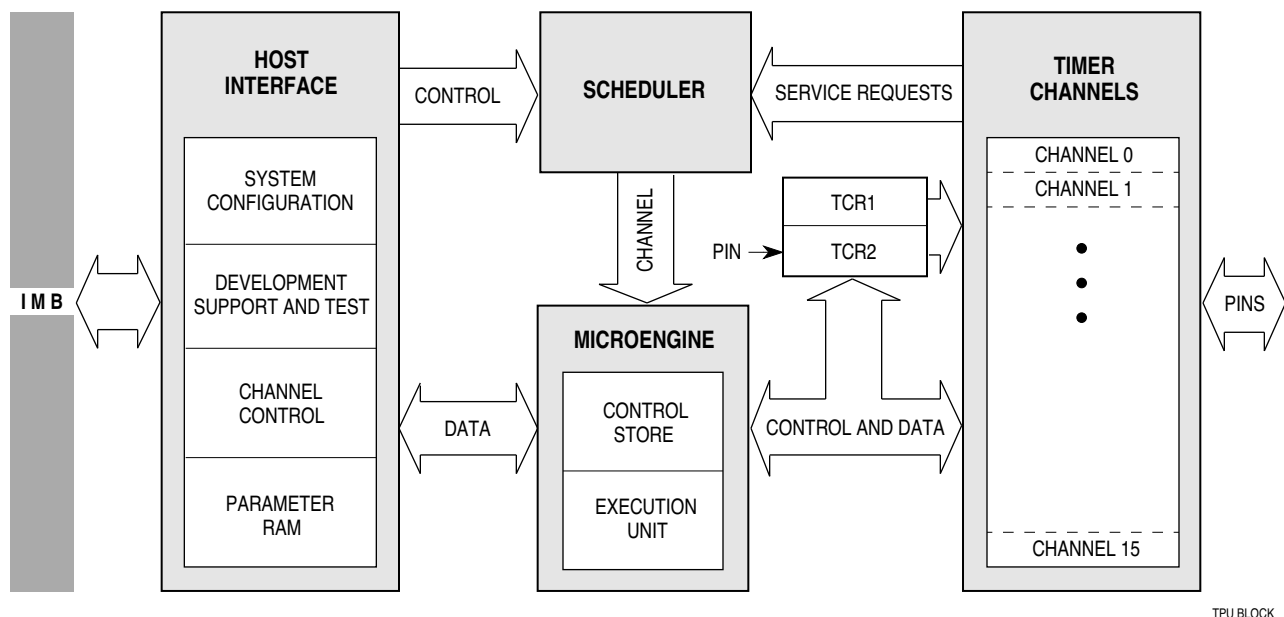 I M B
HOST
INTERFACE
SYSTEM
CONFIGURATION
DEVELOPMENT
SUPPORT AND TEST
CHANNEL
CONTROL
PARAMETER
RAM
CONTROL
DATA
SCHEDULER
CHANNEL
MICROENGINE
CONTROL
STORE
EXECUTION
UNIT
SERVICE REQUESTS
TCR1
PIN
TCR2
CONTROL AND DATA
TIMER
CHANNELS
CHANNEL 0
CHANNEL 1
CHANNEL 15
PINS
TPU BLOCK